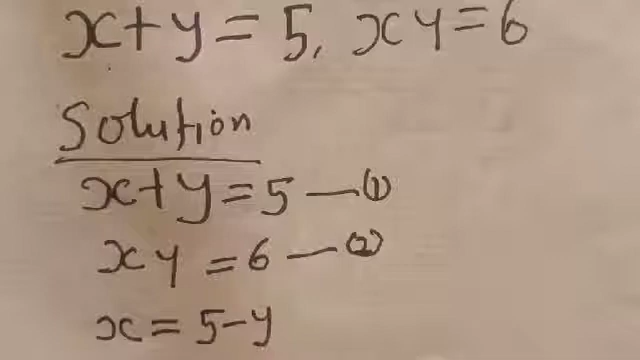 x+y=5, xy=6
Solution
x+y=5—(1)
xy=6—(2)
x=5-y